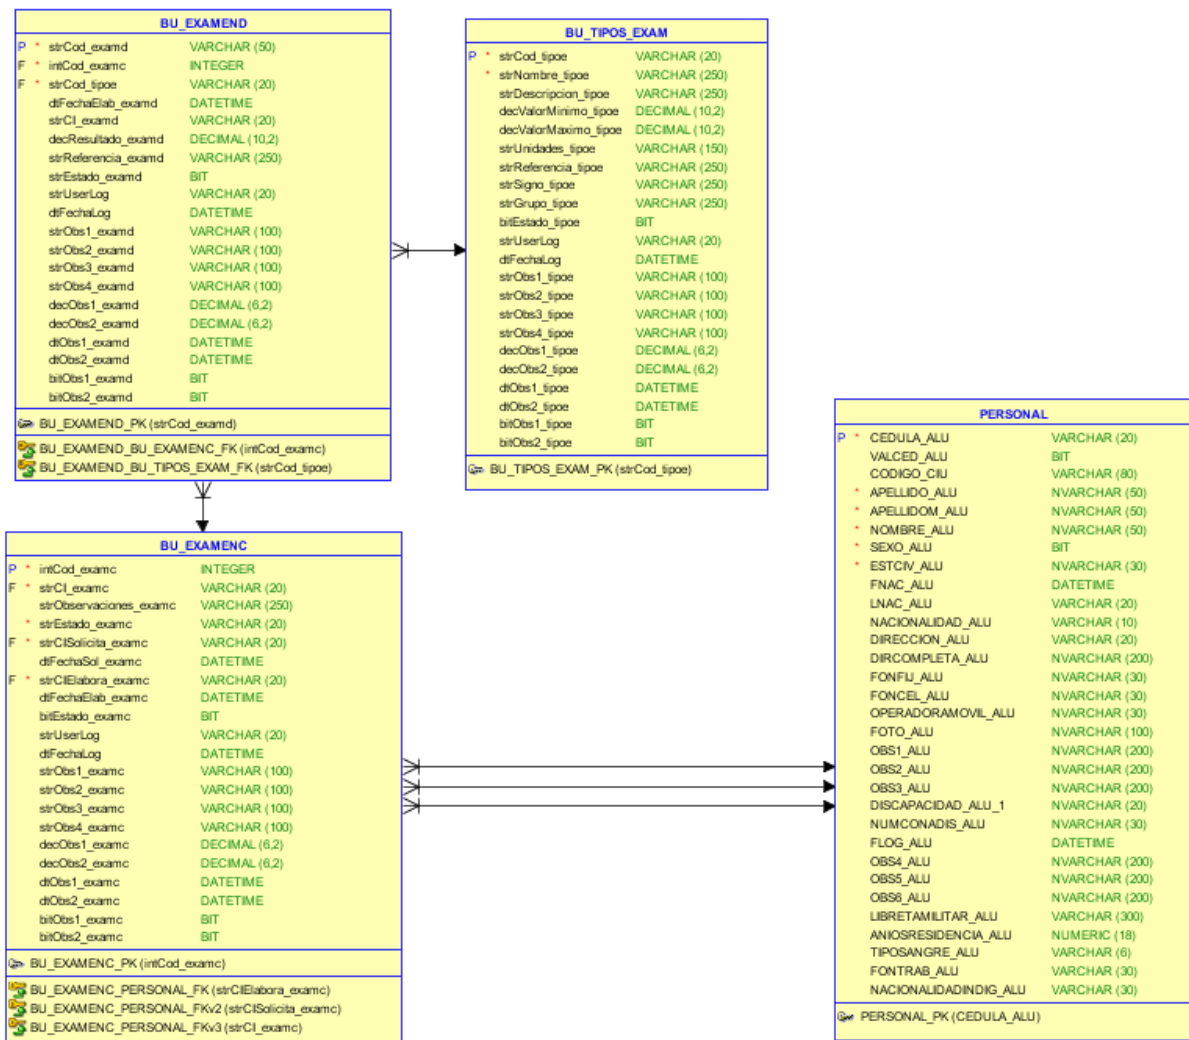 BU_EXAMEND
P * strCod_examd VARCHAR (50)
F * intCod_examc INTEGER
F * strCod_tipoe VARCHAR (20)
dtFechaElab_examd DATETIME
strCI_examd VARCHAR (20)
decResultado_examd DECIMAL (10,2)
strReferencia_examd VARCHAR (250)
strEstado_examd BIT
strUserLog VARCHAR (20)
dtFechaLog DATETIME
strObs1_examd VARCHAR (100)
strObs2_examd VARCHAR (100)
strObs3_examd VARCHAR (100)
strObs4_examd VARCHAR (100)
decObs1_examd DECIMAL (6,2)
decObs2_examd DECIMAL (6,2)
dtObs1_examd DATETIME
dtObs2_examd DATETIME
bitObs1_examd BIT
bitObs2_examd BIT
BU_EXAMEND_PK (strCod_examd)
BU_EXAMEND_BU_EXAMENC_FK (intCod_examc)
BU_EXAMEND_BU_TIPOS_EXAM_FK (strCod_tipoe)
BU_TIPOS_EXAM
P * strCod_tipoe VARCHAR (20)
* strNombre_tipoe VARCHAR (250)
strDescripcion_tipoe VARCHAR (250)
decValorMinimo_tipoe DECIMAL (10,2)
decValorMaximo_tipoe DECIMAL (10,2)
strUnidades_tipoe VARCHAR (150)
strReferencia_tipoe VARCHAR (250)
strSigno_tipoe VARCHAR (250)
strGrupo_tipoe VARCHAR (250)
bitEstado_tipoe BIT
strUserLog VARCHAR (20)
dtFechaLog DATETIME
strObs1_tipoe VARCHAR (100)
strObs2_tipoe VARCHAR (100)
strObs3_tipoe VARCHAR (100)
strObs4_tipoe VARCHAR (100)
decObs1_tipoe DECIMAL (6,2)
decObs2_tipoe DECIMAL (6,2)
dtObs1_tipoe DATETIME
dtObs2_tipoe DATETIME
bitObs1_tipoe BIT
bitObs2_tipoe BIT
BU_TIPOS_EXAM_PK (strCod_tipoe)
BU_EXAMENC
P * intCod_examc INTEGER
F * strCI_examc VARCHAR (20)
strObservaciones_examc VARCHAR (250)
* strEstado_examc VARCHAR (20)
F * strCISolicita_examc VARCHAR (20)
dtFechaSol_examc DATETIME
F * strCIElabora_examc VARCHAR (20)
dtFechaElab_examc DATETIME
bitEstado_examc BIT
strUserLog VARCHAR (20)
dtFechaLog DATETIME
strObs1_examc VARCHAR (100)
strObs2_examc VARCHAR (100)
strObs3_examc VARCHAR (100)
strObs4_examc VARCHAR (100)
decObs1_examc DECIMAL (6,2)
decObs2_examc DECIMAL (6,2)
dtObs1_examc DATETIME
dtObs2_examc DATETIME
bitObs1_examc BIT
bitObs2_examc BIT
BU_EXAMENC_PK (intCod_examc)
BU_EXAMENC_PERSONAL_FK (strCIElabora_examc)
BU_EXAMENC_PERSONAL_FKv2 (strCISolicita_examc)
BU_EXAMENC_PERSONAL_FKv3 (strCI_examc)
PERSONAL
P * CEDULA_ALU VARCHAR (20)
VALCED_ALU BIT
CODIGO_CIU VARCHAR (80)
* APELLIDO_ALU NVARCHAR (50)
* APELLIDOM_ALU NVARCHAR (50)
* NOMBRE_ALU NVARCHAR (50)
* SEXO_ALU BIT
* ESTCIV_ALU NVARCHAR (30)
FNAC_ALU DATETIME
LNAC_ALU VARCHAR (20)
NACIONALIDAD_ALU VARCHAR (10)
DIRECCION_ALU VARCHAR (20)
DIRCOMPLETA_ALU NVARCHAR (200)
FONFIJ_ALU NVARCHAR (30)
FONCEL_ALU NVARCHAR (30)
OPERADORAMOVIL_ALU NVARCHAR (30)
FOTO_ALU NVARCHAR (100)
OBS1_ALU NVARCHAR (200)
OBS2_ALU NVARCHAR (200)
OBS3_ALU NVARCHAR (200)
DISCAPACIDAD_ALU_1 NVARCHAR (20)
NUMCONADIS_ALU NVARCHAR (30)
FLOG_ALU DATETIME
OBS4_ALU NVARCHAR (200)
OBS5_ALU NVARCHAR (200)
OBS6_ALU NVARCHAR (200)
LIBRETAMILITAR_ALU VARCHAR (300)
ANIOSRESIDENCIA_ALU NUMERIC (18)
TIPOSANGRE_ALU VARCHAR (6)
FONTRAB_ALU VARCHAR (30)
NACIONALIDADINDIG_ALU VARCHAR (30)
PERSONAL_PK (CEDULA_ALU)